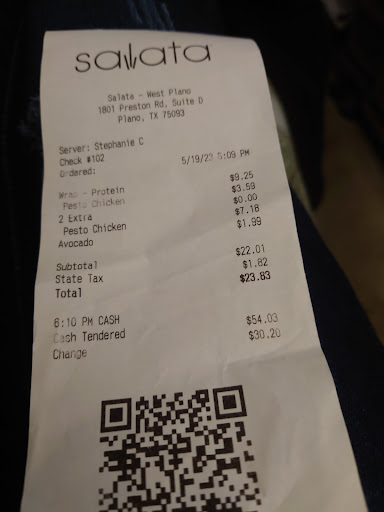 salata
Salata - West Plano
1801 Preston Rd, Suite D
Plano, TX 75093
Server: Stephanie C
Check #102 5/19/23 6:09 PM
Ordered:
Wrap - Protein $9.25
Pesto Chicken $3.59
2 Extra $0.00
Pesto Chicken $7.18
Avocado $1.99
Subtotal $22.01
State Tax $1.82
Total $23.83
6:10 PM CASH
Cash Tendered $54.03
Change $30.20